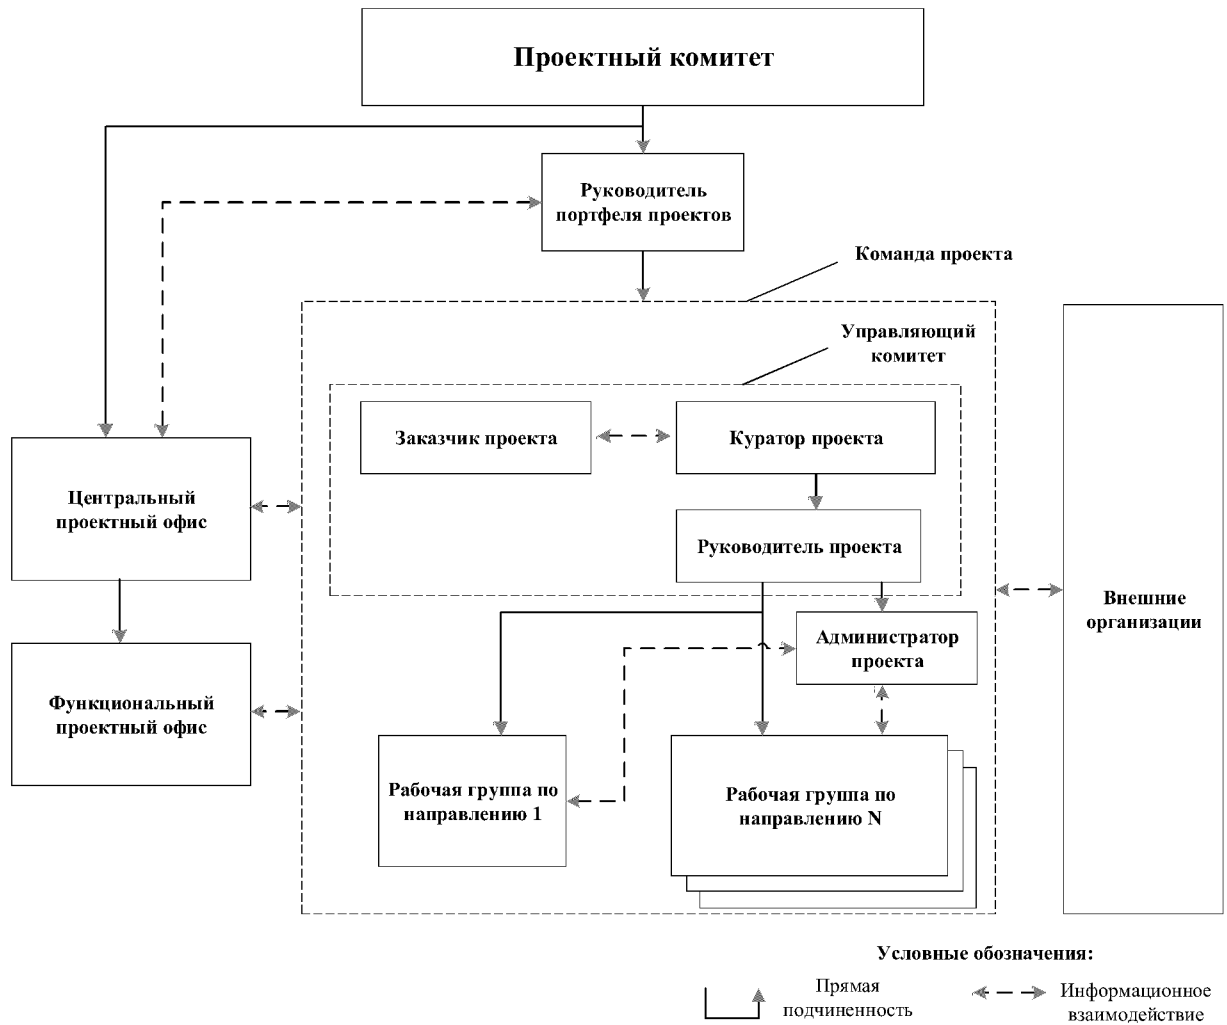 Проектный комитет
Руководитель
портфеля проектов
Команда проекта
Управляющий
комитет
Заказчик проекта
Куратор проекта
Центральный
проектный офис
Руководитель проекта
Внешние
организации
Администратор
проекта
Функциональный
проектный офис
Рабочая группа по
направлению 1
Рабочая группа по
направлению N
Условные обозначения:
Прямая
подчиненность
Информационное
взаимодействие